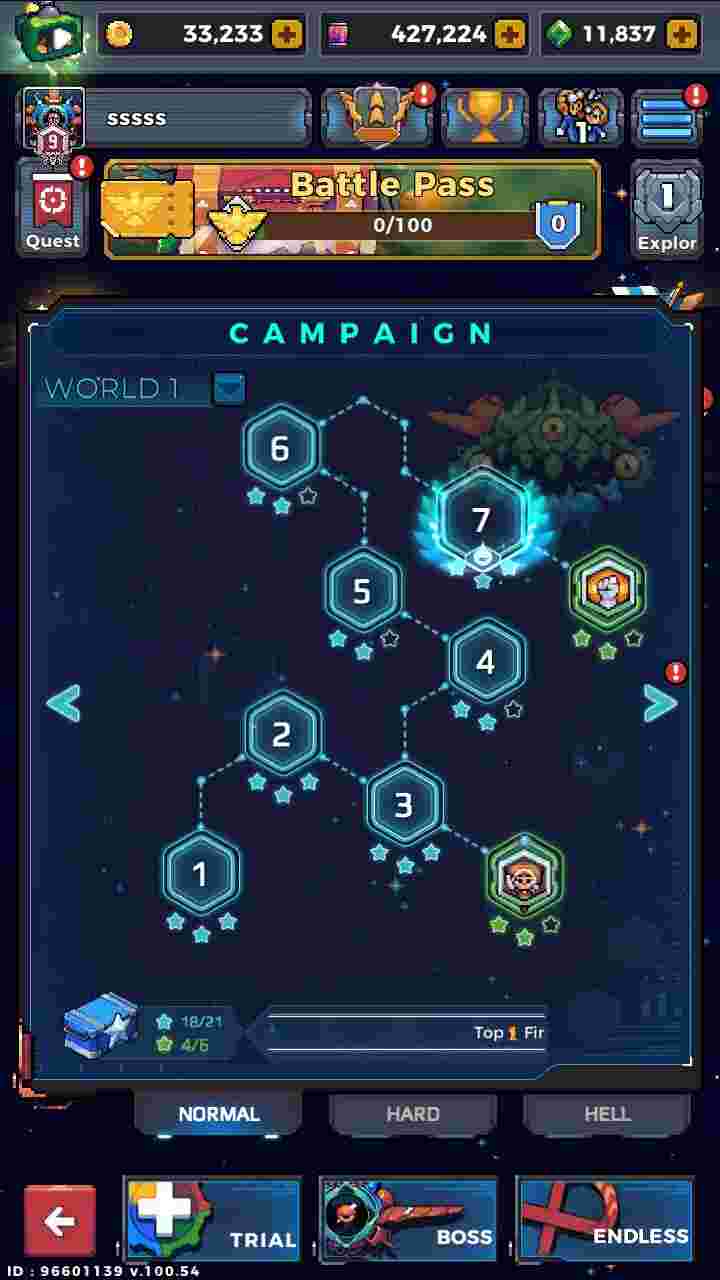 33,233
427,224
11,837
9
sssss
1
Quest
Battle Pass
0/100
0
1
Explor
CAMPAIGN
WORLD 1
6
7
5
4
2
3
1
18/21
4/6
Top 1 Fir
NORMAL
HARD
HELL
TRIAL
BOSS
ENDLESS
ID : 96601139 v.100.54